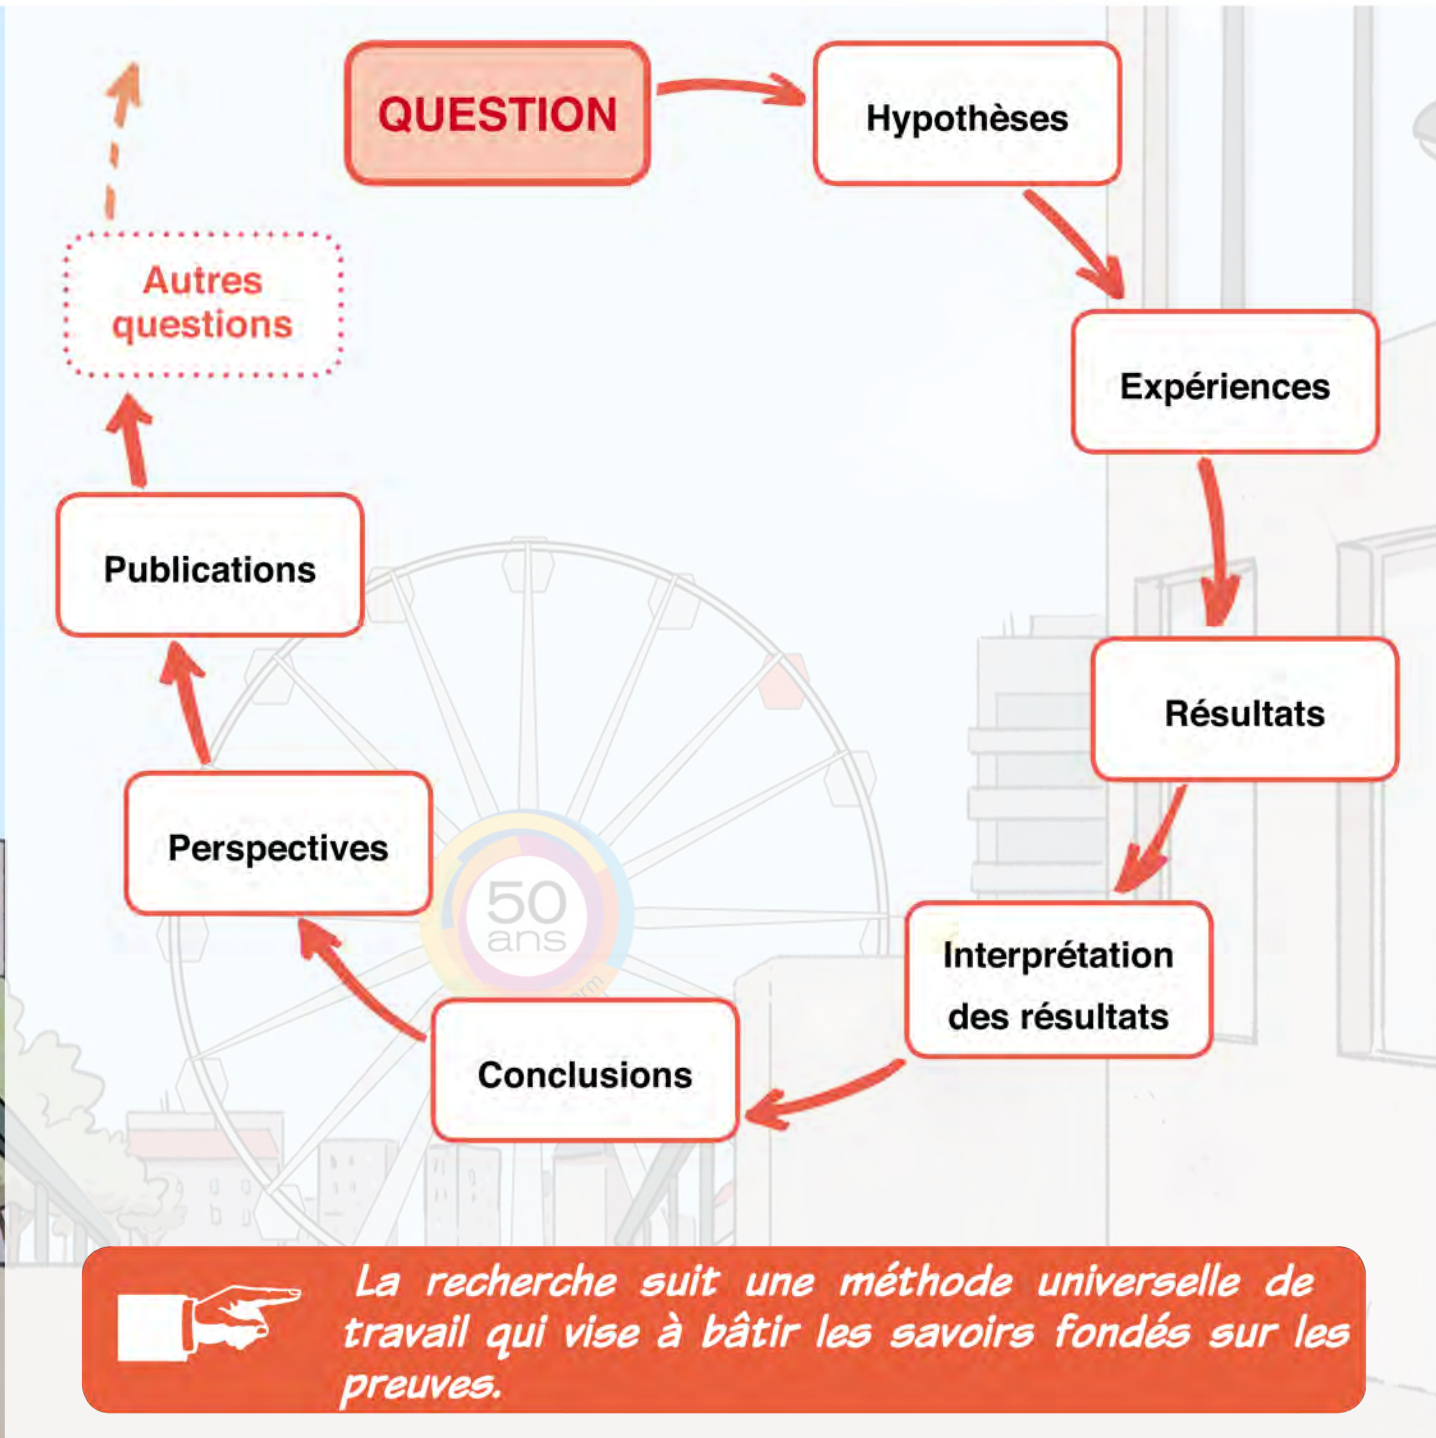 QUESTION
Hypothèses
Expériences
Résultats
Interprétation
des résultats
Conclusions
Perspectives
Publications
Autres
questions
50
ans
La recherche suit une méthode universelle de
travail qui vise à bâtir les savoirs fondés sur les
preuves.